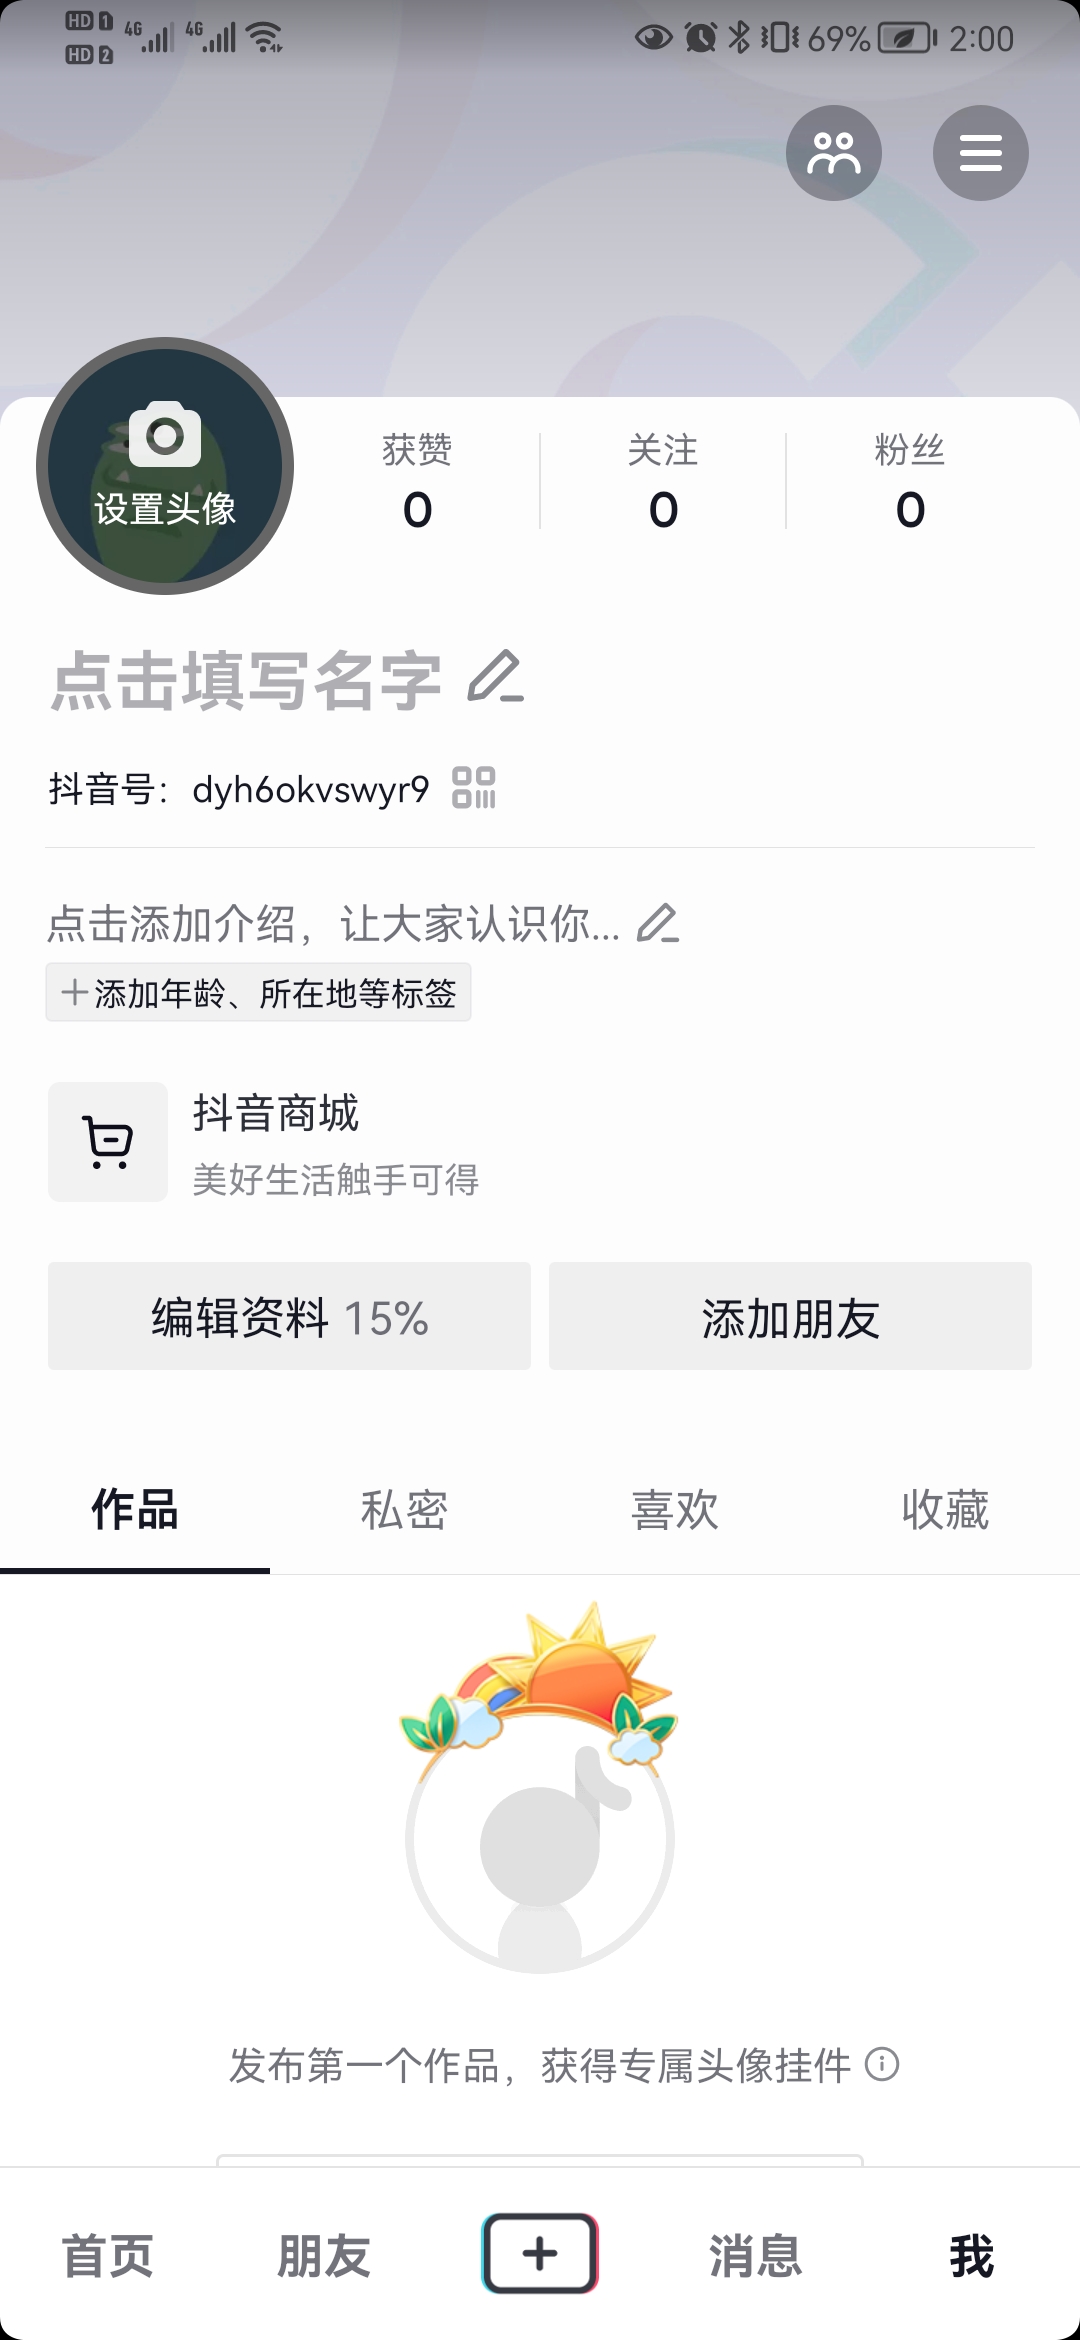 HD 1 4G 4G 69% 2:00
HD 2
设置头像
获赞 关注 粉丝
0 0 0
点击填写名字
抖音号：dyh6okvswyr9
点击添加介绍，让大家认识你...
+添加年龄、所在地等标签
抖音商城
美好生活触手可得
编辑资料 15% 添加朋友
作品 私密 喜欢 收藏
发布第一个作品，获得专属头像挂件
首页 朋友 消息 我